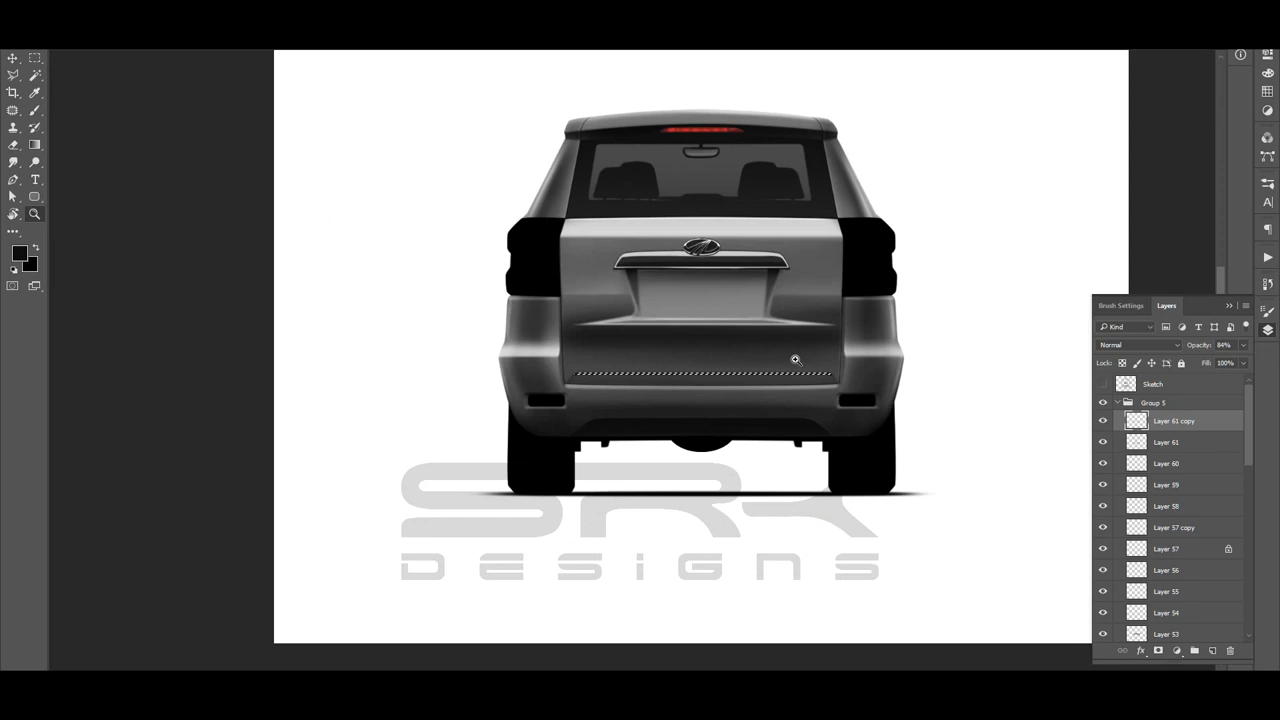 Brush Settings Layers
Kind
Normal Opacity: 84%
Lock: Fill: 100%
Sketch
Group 5
Layer 61 copy
Layer 61
Layer 60
Layer 59
Layer 58
Layer 57 copy
Layer 57
Layer 56
Layer 55
Layer 54
Layer 53
SRK
DESiGNS